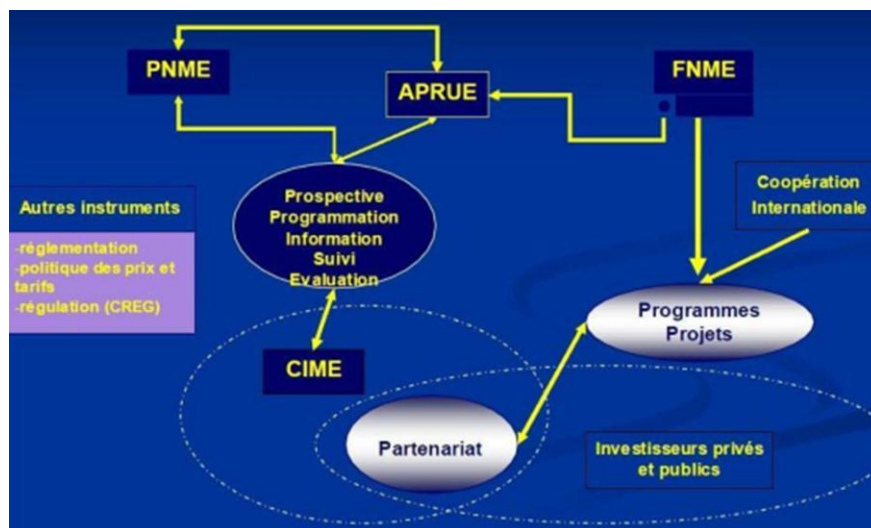 PNME
APRUE
FNME
Prospective
Programmation
Information
Suivi
Evaluation
Autres instruments
-réglementation
-politique des prix et
tarifs
-régulation (CREG)
Coopération
Internationale
Programmes
Projets
CIME
Partenariat
Investisseurs privés
et publics